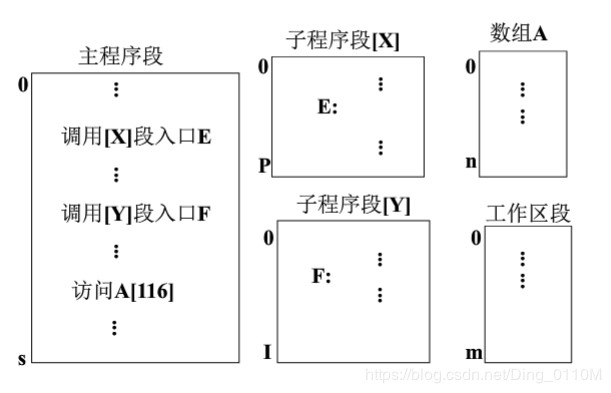 主程序段
0
⋮
调用[X]段入口E
⋮
调用[Y]段入口F
⋮
访问A[116]
⋮
s
子程序段[X]
0
⋮
E:
⋮
P
子程序段[Y]
0
⋮
F:
⋮
I
数组A
0
⋮
⋮
n
工作区段
0
⋮
⋮
m
https://blog.csdn.net/Ding_0110M